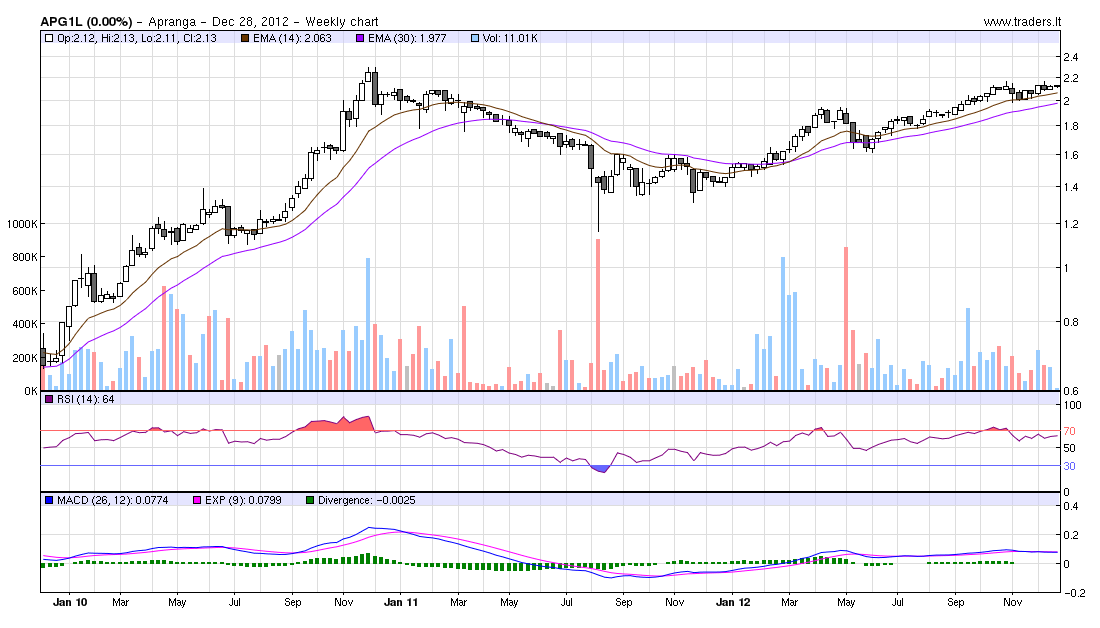 APG1L (0.00%) - Apranga - Dec 28, 2012 - Weekly chart www.traders.lt
Op:2.12, Hi:2.13, Lo:2.11, Cl:2.13 EMA (14): 2.063 EMA (30): 1.977 Vol: 11.01K
2.4
2.2
2
1.8
1.6
1.4
1000K 1.2
800K 1
600K
400K 0.8
200K
0K 0.6
RSI (14): 64 100
70
50
30
0
MACD (26, 12): 0.0774 EXP (9): 0.0799 Divergence: -0.0025 0.4
0.2
0
-0.2
Jan 10 Mar May Jul Sep Nov Jan 11 Mar May Jul Sep Nov Jan 12 Mar May Jul Sep Nov